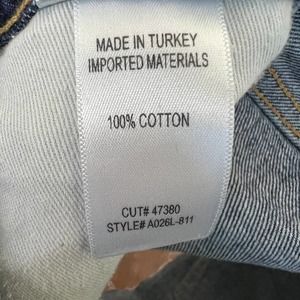 MADE IN TURKEY
IMPORTED MATERIALS
100% COTTON
CUT# 47380
STYLE# A026L-811